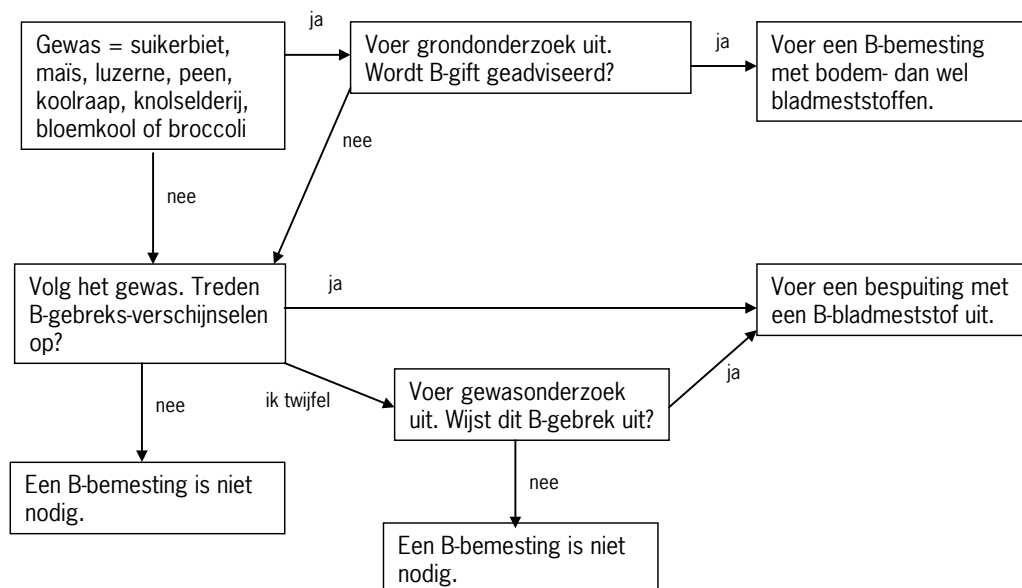 Gewas = suikerbiet,
maïs, luzerne, peen,
koolraap, knolselderij,
bloemkool of broccoli
ja
Voer grondonderzoek uit.
Wordt B-gift geadviseerd?
ja
Voer een B-bemesting
met bodem- dan wel
bladmeststoffen.
nee
nee
Volg het gewas. Treden
B-gebreks-verschijnselen
op?
ja
Voer een bespuiting met
een B-bladmeststof uit.
nee
ik twijfel
Voer gewasonderzoek
uit. Wijst dit B-gebrek uit?
ja
Een B-bemesting is niet
nodig.
nee
Een B-bemesting is niet
nodig.